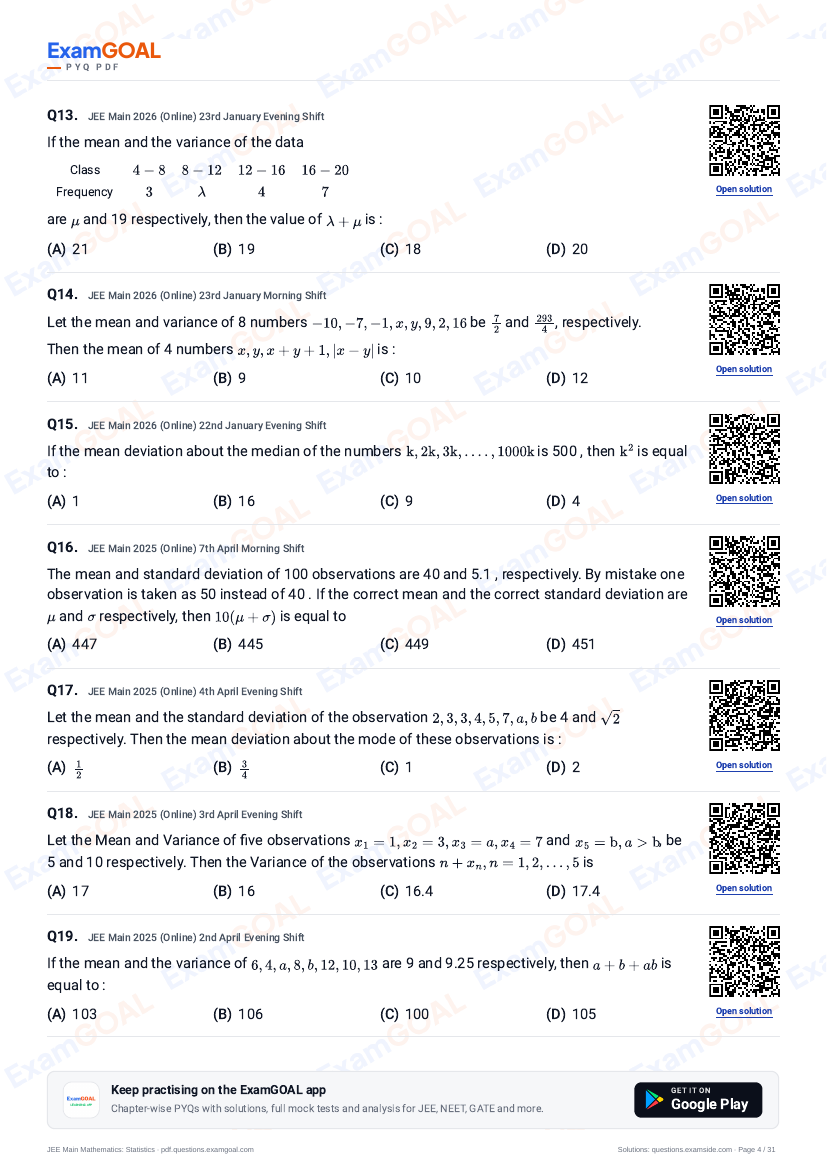 ExamGOAL
PYQ PDF
Q13. JEE Main 2026 (Online) 23rd January Evening Shift
If the mean and the variance of the data
Class 4 − 8 8 − 12 12 − 16 16 − 20
Frequency 3 λ 4 7
are μ and 19 respectively, then the value of λ + μ is :
(A) 21 (B) 19 (C) 18 (D) 20
Open solution
Q14. JEE Main 2026 (Online) 23rd January Morning Shift
Let the mean and variance of 8 numbers −10, −7, −1, x, y, 9, 2, 16 be 7/2 and 293/4, respectively.
Then the mean of 4 numbers x, y, x + y + 1, |x − y| is :
(A) 11 (B) 9 (C) 10 (D) 12
Open solution
Q15. JEE Main 2026 (Online) 22nd January Evening Shift
If the mean deviation about the median of the numbers k, 2k, 3k, . . . . , 1000k is 500 , then k² is equal
to :
(A) 1 (B) 16 (C) 9 (D) 4
Open solution
Q16. JEE Main 2025 (Online) 7th April Morning Shift
The mean and standard deviation of 100 observations are 40 and 5.1 , respectively. By mistake one
observation is taken as 50 instead of 40 . If the correct mean and the correct standard deviation are
μ and σ respectively, then 10(μ + σ) is equal to
(A) 447 (B) 445 (C) 449 (D) 451
Open solution
Q17. JEE Main 2025 (Online) 4th April Evening Shift
Let the mean and the standard deviation of the observation 2, 3, 3, 4, 5, 7, a, b be 4 and √2
respectively. Then the mean deviation about the mode of these observations is :
(A) 1/2 (B) 3/4 (C) 1 (D) 2
Open solution
Q18. JEE Main 2025 (Online) 3rd April Evening Shift
Let the Mean and Variance of five observations x₁ = 1, x₂ = 3, x₃ = a, x₄ = 7 and x₅ = b, a > b, be
5 and 10 respectively. Then the Variance of the observations n + xₙ, n = 1, 2, . . . , 5 is
(A) 17 (B) 16 (C) 16.4 (D) 17.4
Open solution
Q19. JEE Main 2025 (Online) 2nd April Evening Shift
If the mean and the variance of 6, 4, a, 8, b, 12, 10, 13 are 9 and 9.25 respectively, then a + b + ab is
equal to :
(A) 103 (B) 106 (C) 100 (D) 105
Open solution
Keep practising on the ExamGOAL app
Chapter-wise PYQs with solutions, full mock tests and analysis for JEE, NEET, GATE and more.
ExamGOAL
GET IT ON
Google Play
JEE Main Mathematics: Statistics · pdf.questions.examgoal.com
Solutions: questions.examside.com · Page 4 / 31